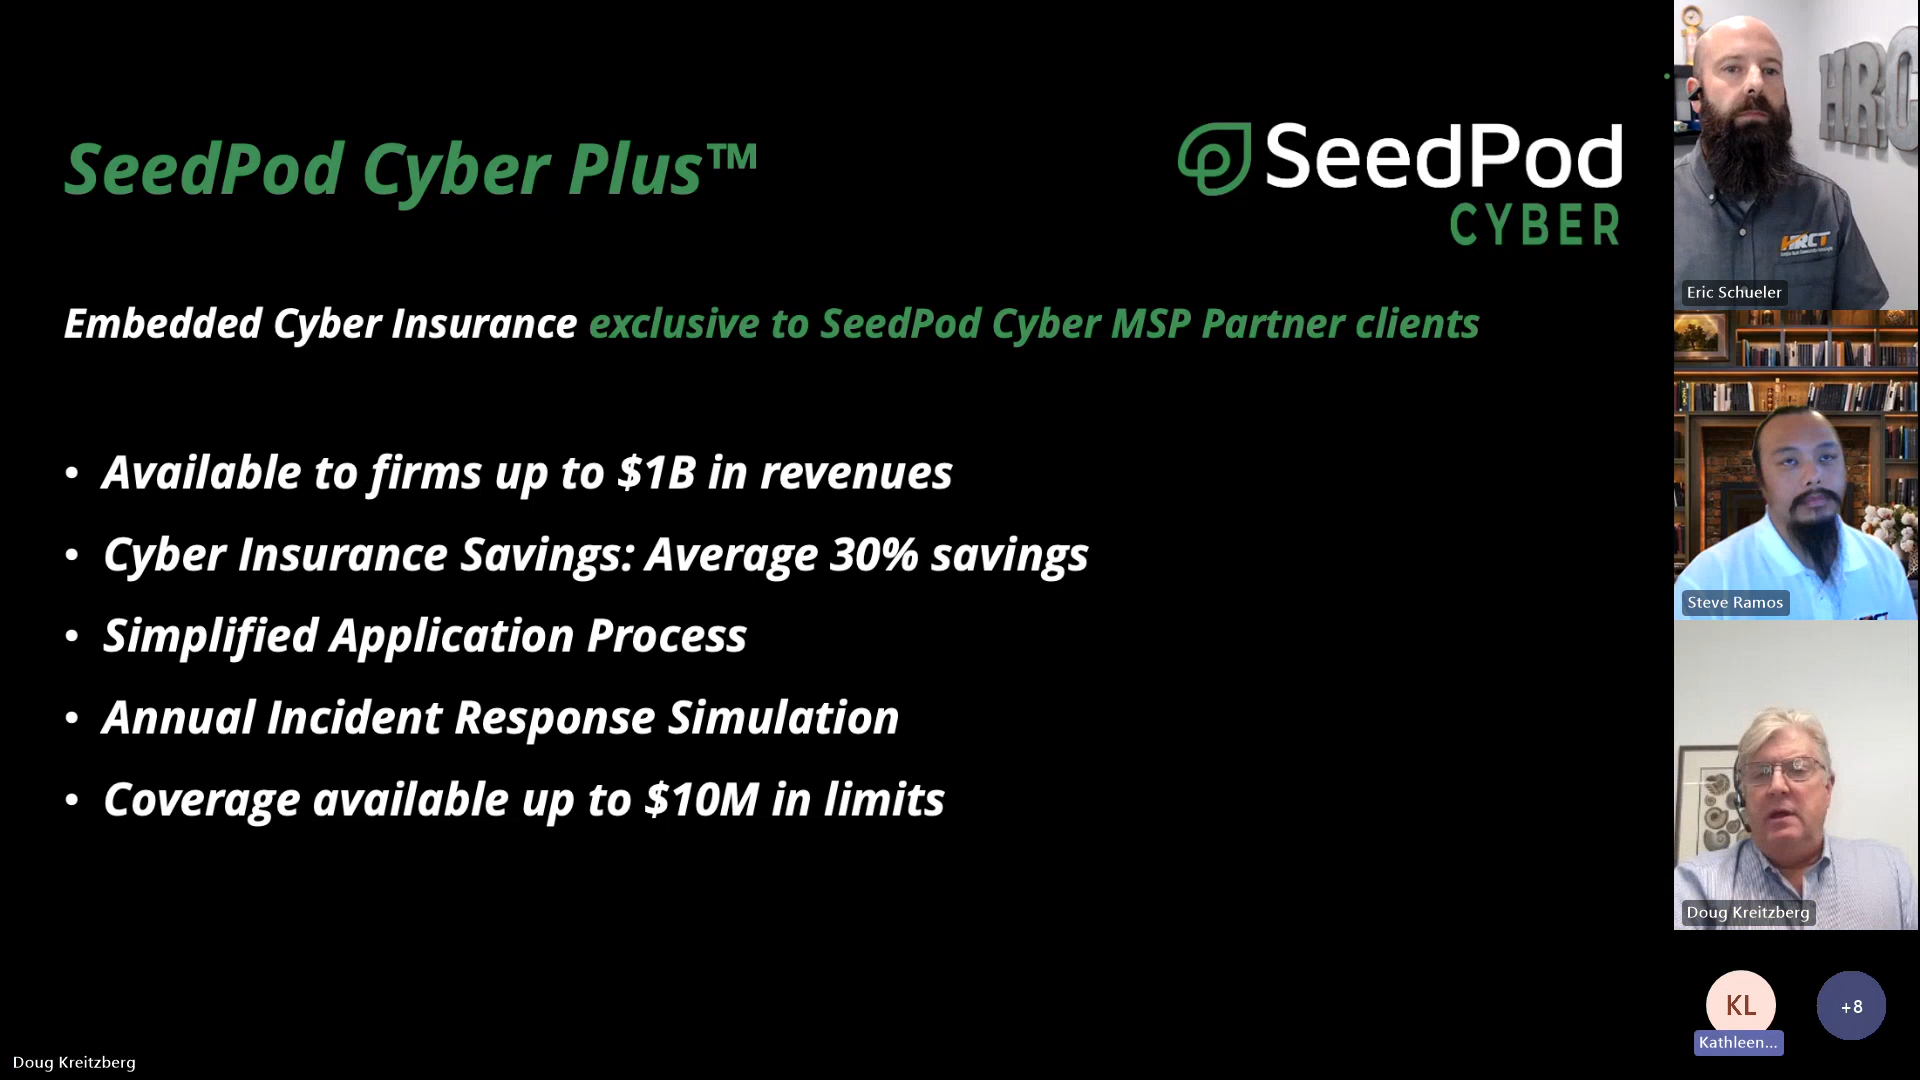 SeedPod Cyber Plus™
SeedPod
CYBER
Embedded Cyber Insurance exclusive to SeedPod Cyber MSP Partner clients
• Available to firms up to $1B in revenues
• Cyber Insurance Savings: Average 30% savings
• Simplified Application Process
• Annual Incident Response Simulation
• Coverage available up to $10M in limits
HRC
HRCT
Eric Schueler
Steve Ramos
Doug Kreitzberg
KL
+8
Kathleen...
Doug Kreitzberg